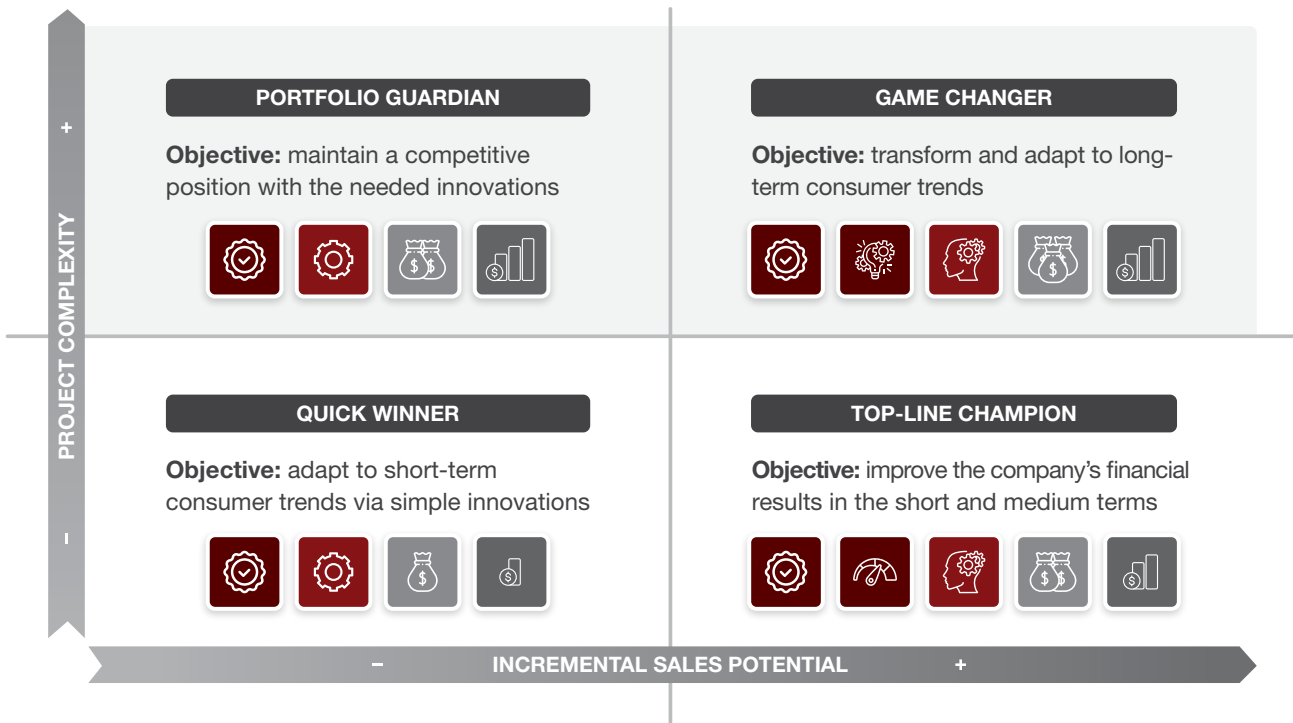 PORTFOLIO GUARDIAN
Objective: maintain a competitive
position with the needed innovations
$ $
$
GAME CHANGER
Objective: transform and adapt to long-
term consumer trends
$ $
$
$
+
PROJECT COMPLEXITY
–
QUICK WINNER
Objective: adapt to short-term
consumer trends via simple innovations
$
$
TOP-LINE CHAMPION
Objective: improve the company’s financial
results in the short and medium terms
$ $
$
– INCREMENTAL SALES POTENTIAL +